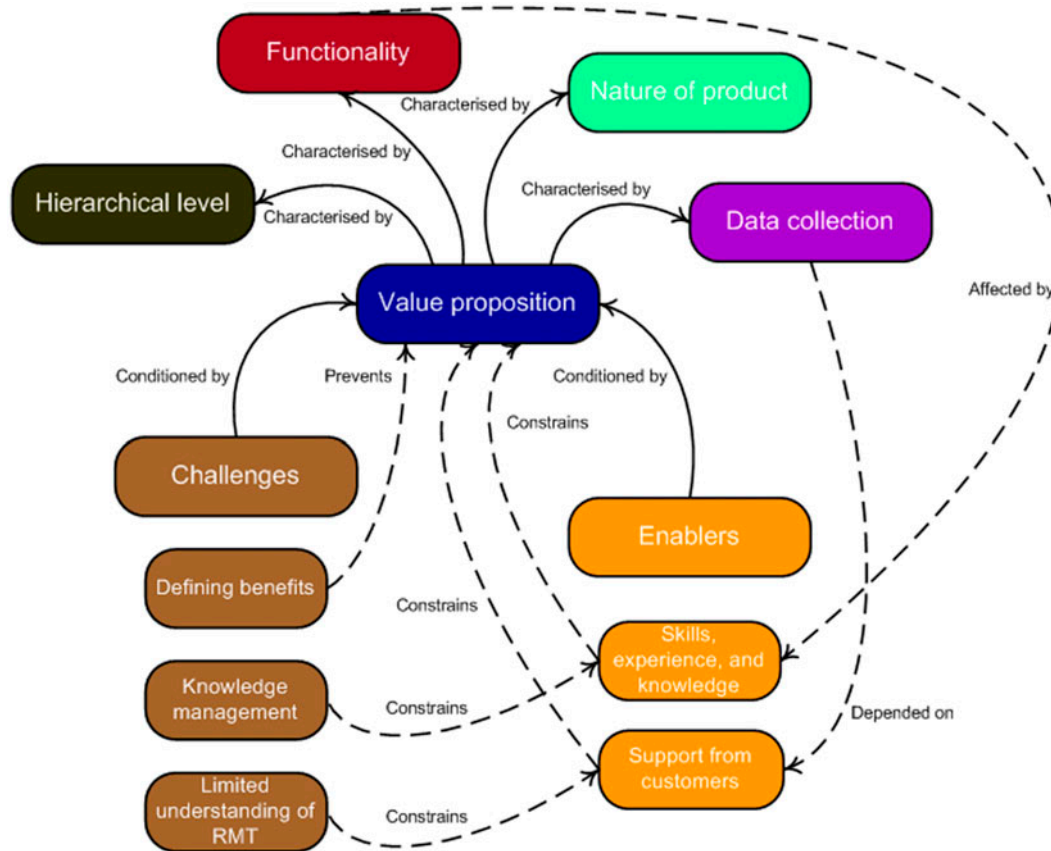 Functionality
Characterised by
Nature of product
Characterised by
Hierarchical level
Characterised by
Characterised by
Data collection
Value proposition
Affected by
Conditioned by
Prevents
Conditioned by
Constrains
Challenges
Enablers
Defining benefits
Constrains
Skills,
experience, and
knowledge
Knowledge
management
Constrains
Depended on
Support from
customers
Limited
understanding of
RMT
Constrains